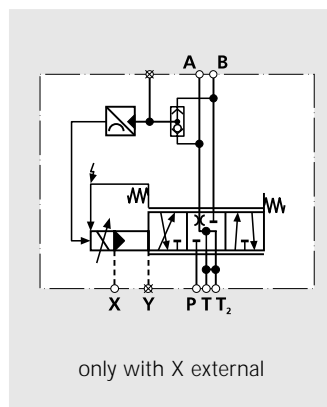 A B
X Y P T T₂
only with X external